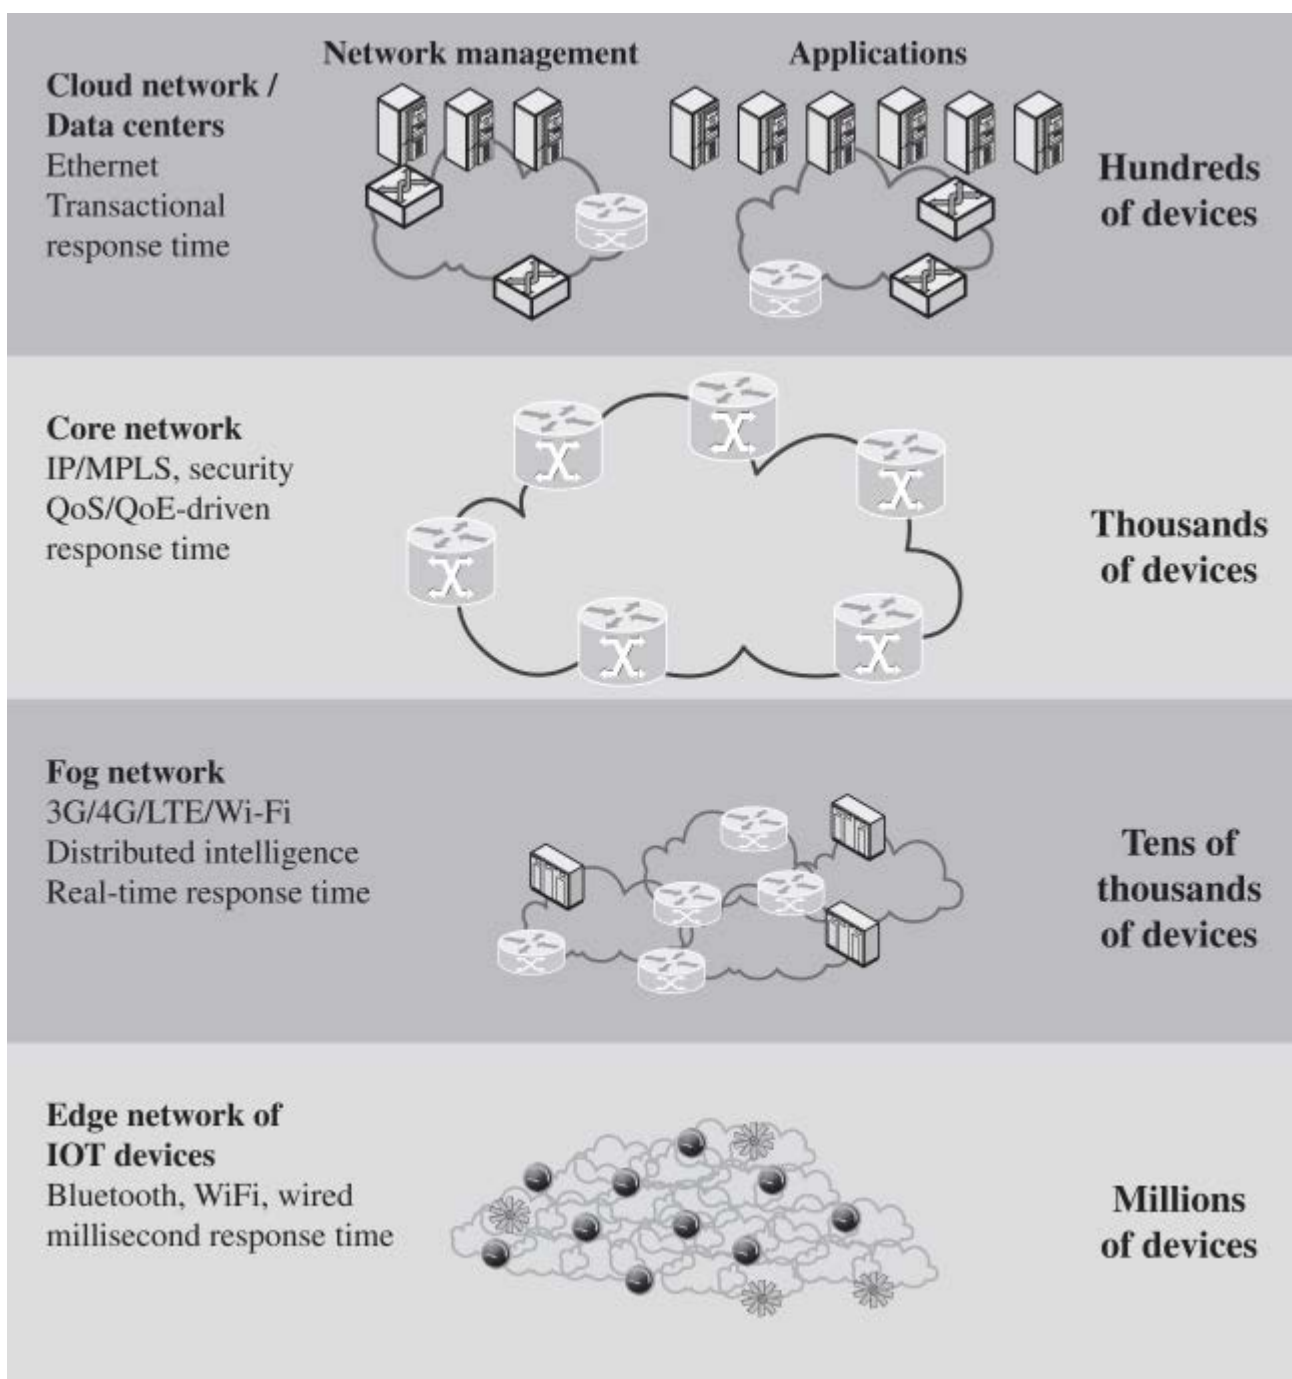 Network management
Applications
Cloud network /
Data centers
Ethernet
Transactional
response time
Hundreds
of devices
Core network
IP/MPLS, security
QoS/QoE-driven
response time
Thousands
of devices
Fog network
3G/4G/LTE/Wi-Fi
Distributed intelligence
Real-time response time
Tens of
thousands
of devices
Edge network of
IOT devices
Bluetooth, WiFi, wired
millisecond response time
Millions
of devices